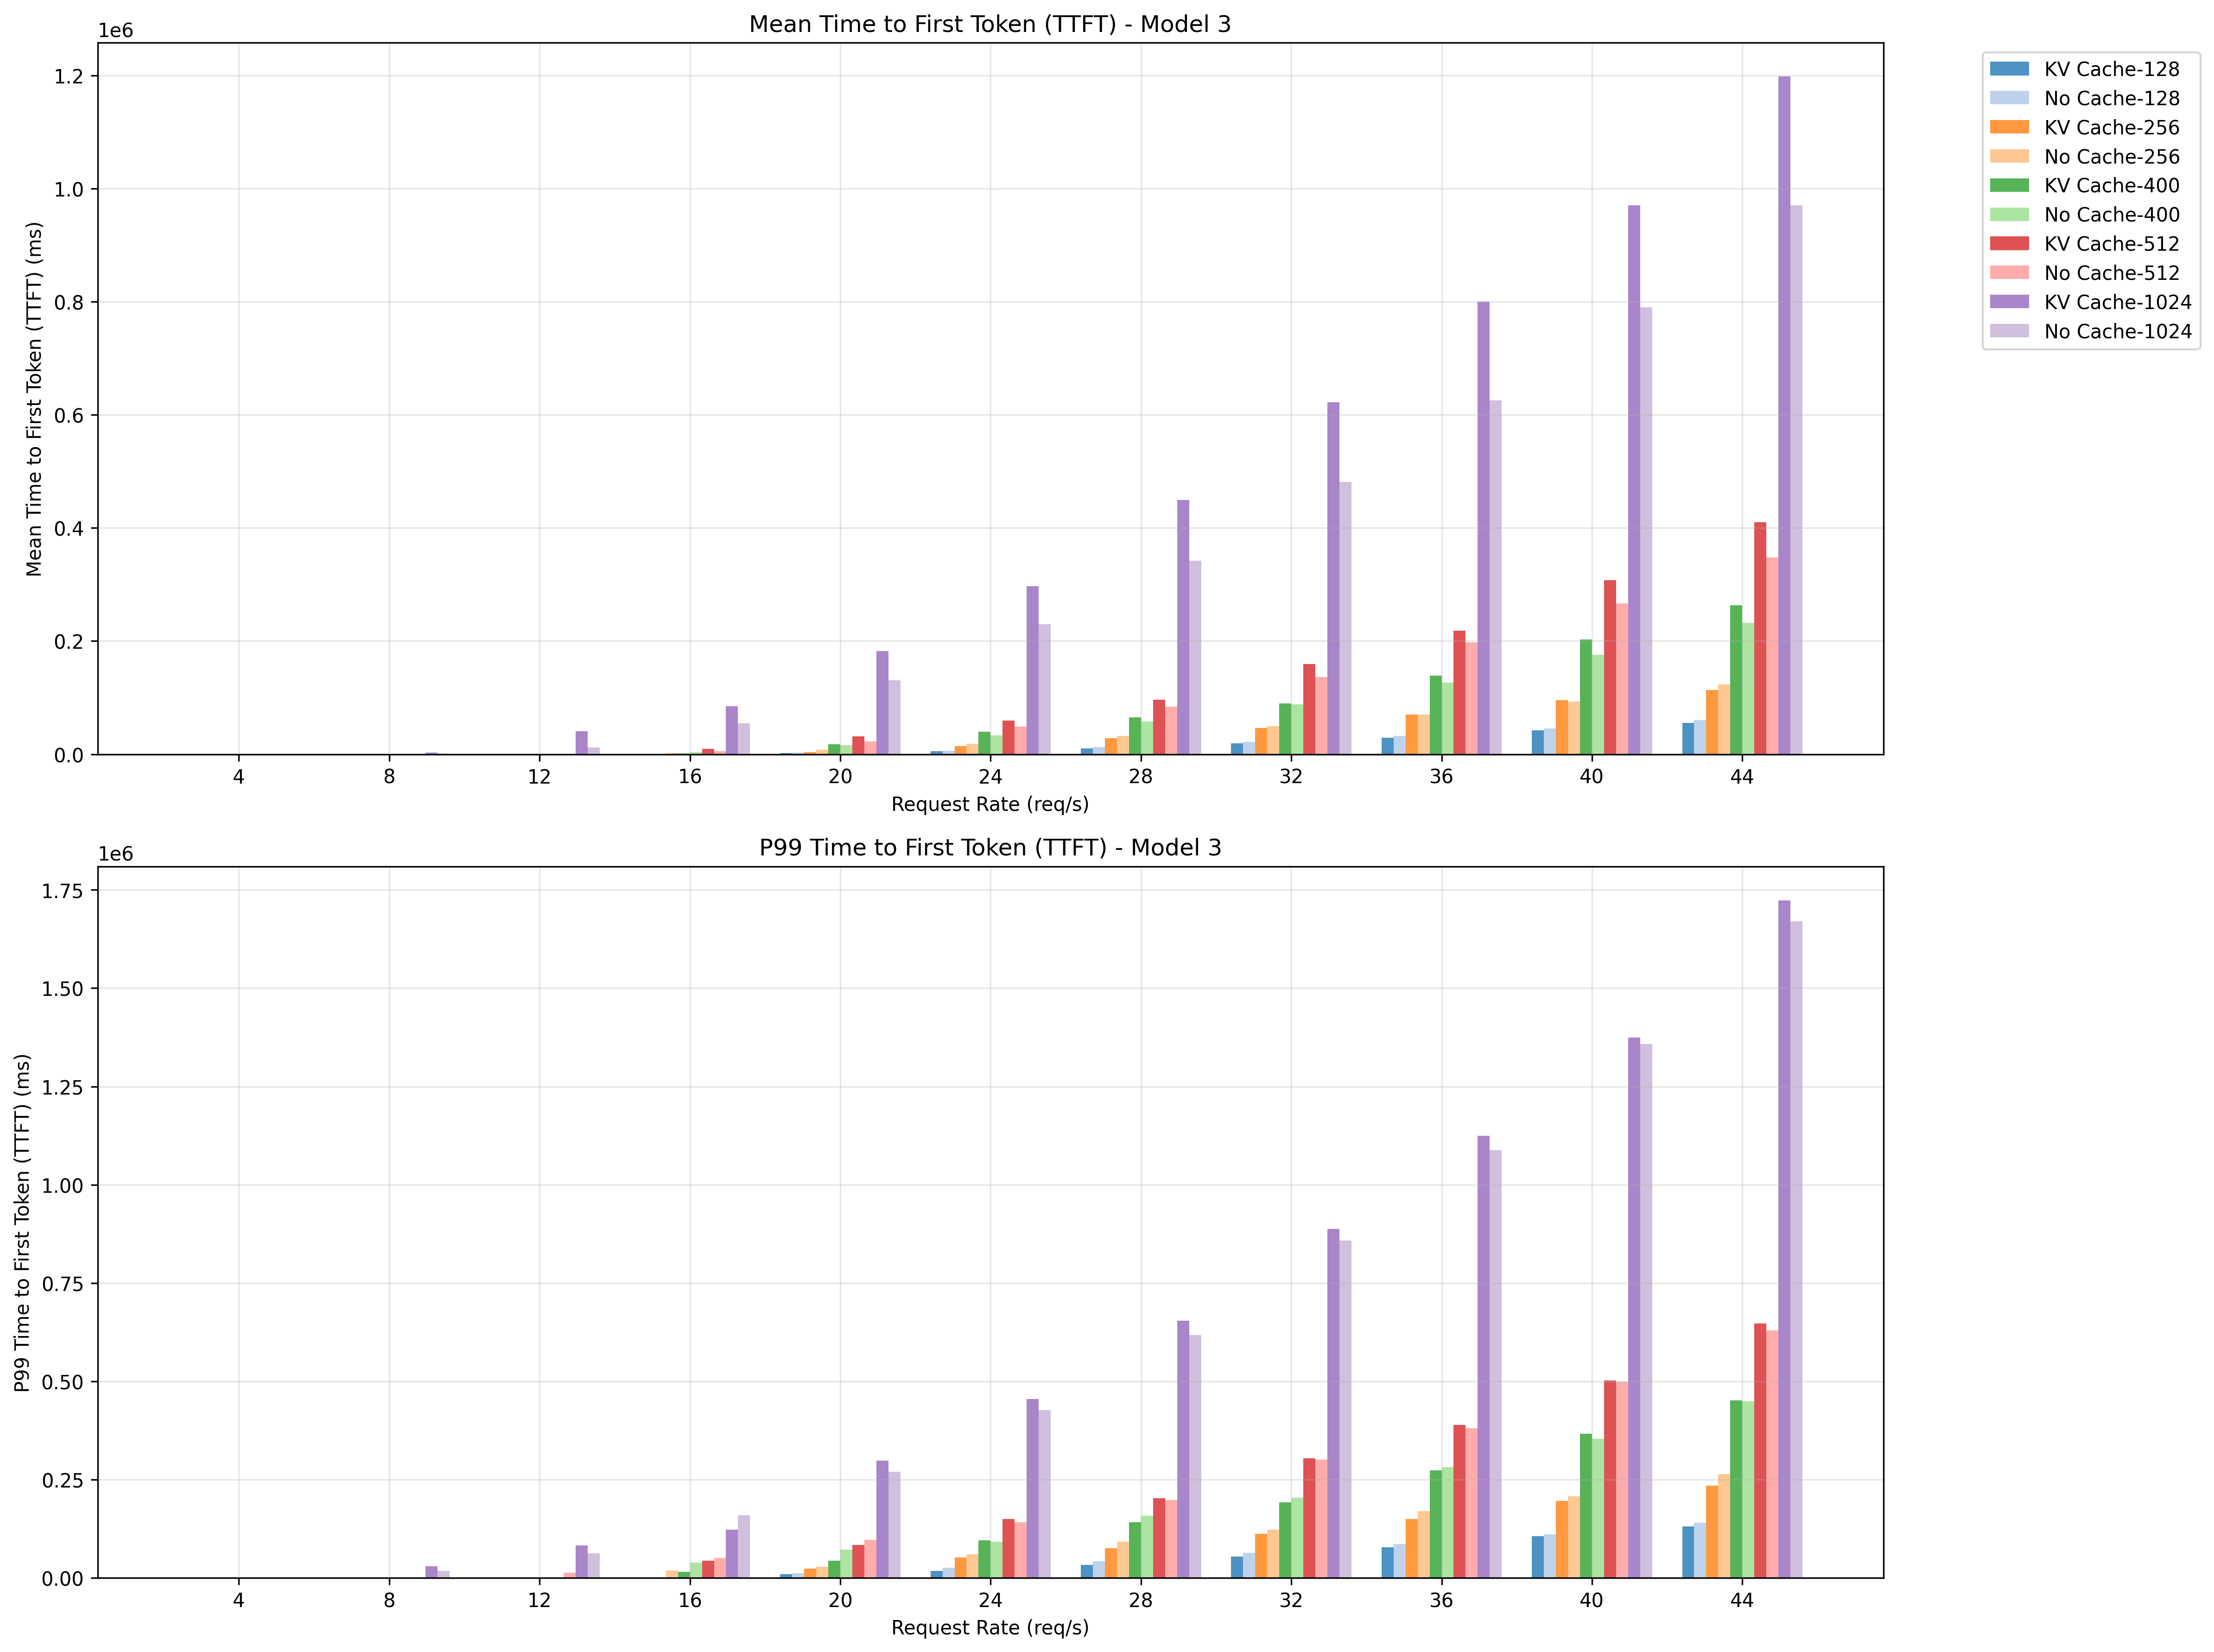 Mean Time to First Token (TTFT) - Model 3
1e6
1.2
1.0
0.8
0.6
0.4
0.2
0.0
Mean Time to First Token (TTFT) (ms)
4 8 12 16 20 24 28 32 36 40 44
Request Rate (req/s)
KV Cache-128
No Cache-128
KV Cache-256
No Cache-256
KV Cache-400
No Cache-400
KV Cache-512
No Cache-512
KV Cache-1024
No Cache-1024
P99 Time to First Token (TTFT) - Model 3
1e6
1.75
1.50
1.25
1.00
0.75
0.50
0.25
0.00
P99 Time to First Token (TTFT) (ms)
4 8 12 16 20 24 28 32 36 40 44
Request Rate (req/s)